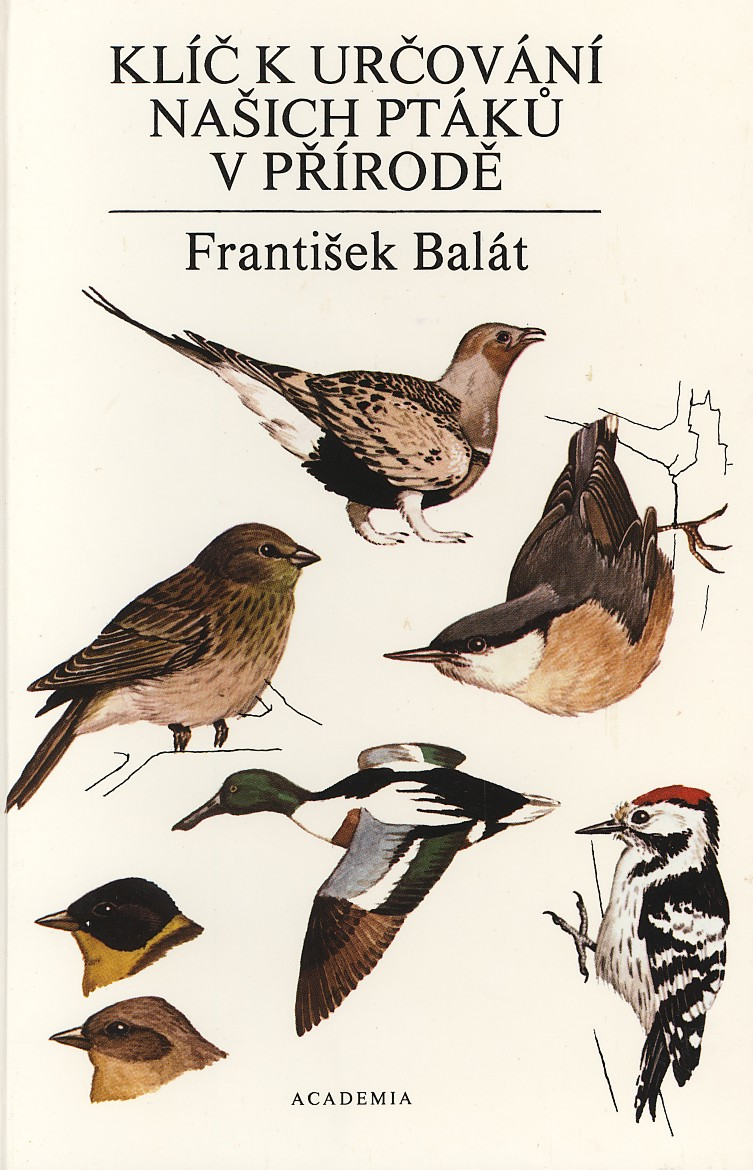 KLÍČ K URČOVÁNÍ
NAŠICH PTÁKŮ
V PŘÍRODĚ
František Balát
ACADEMIA